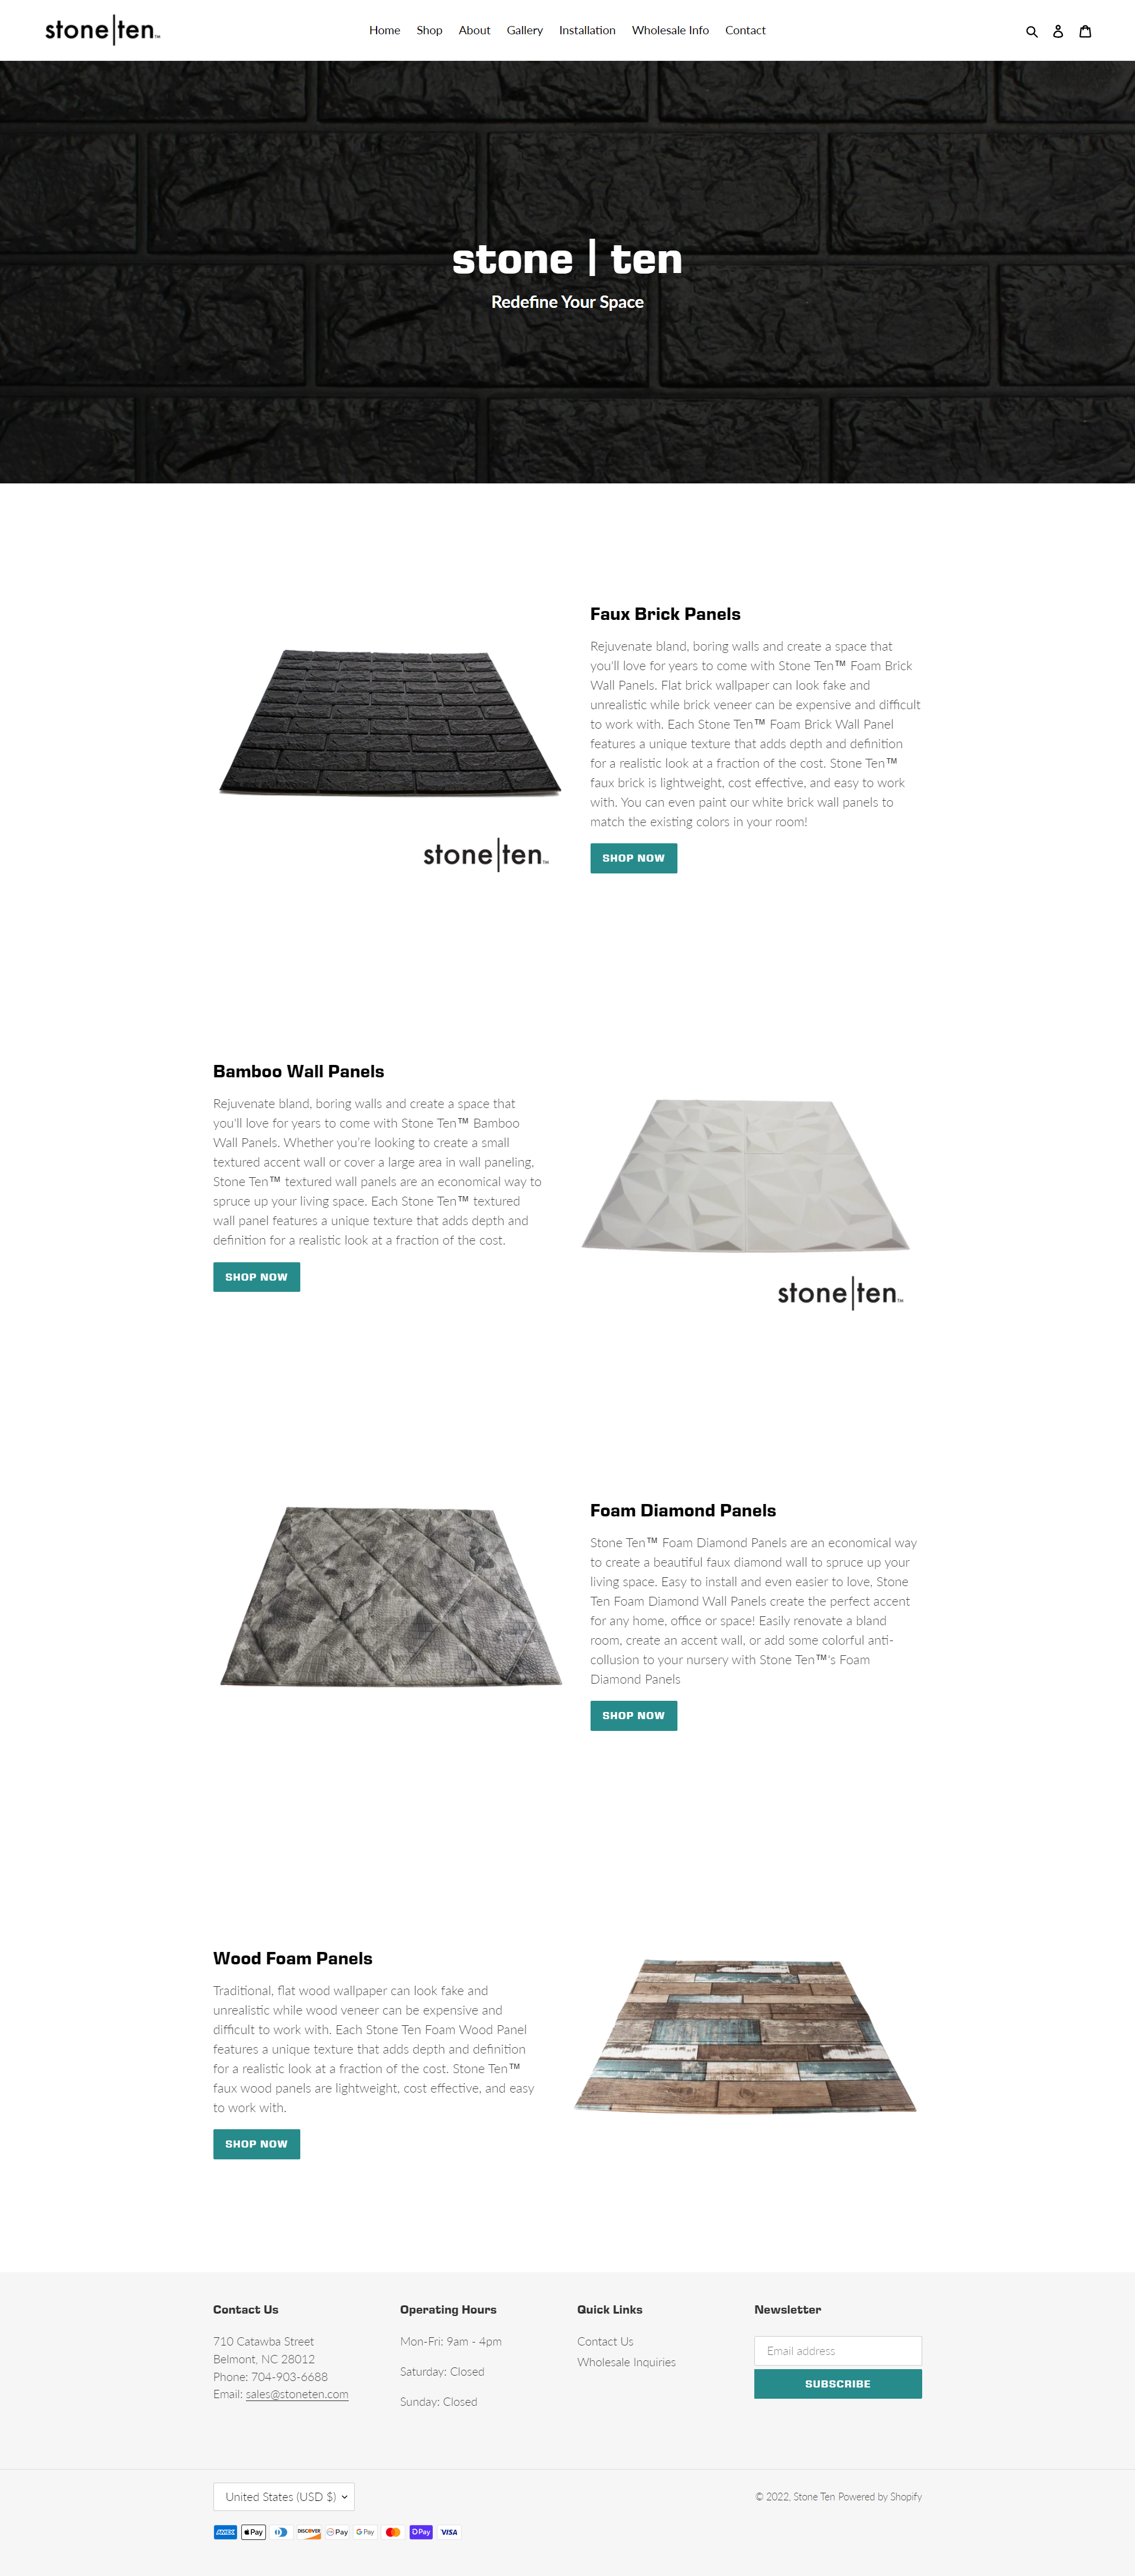 stone|ten™
Home Shop About Gallery Installation Wholesale Info Contact
stone | ten
Redefine Your Space
Faux Brick Panels
Rejuvenate bland, boring walls and create a space that
you'll love for years to come with Stone Ten™ Foam Brick
Wall Panels. Flat brick wallpaper can look fake and
unrealistic while brick veneer can be expensive and difficult
to work with. Each Stone Ten™ Foam Brick Wall Panel
features a unique texture that adds depth and definition
for a realistic look at a fraction of the cost. Stone Ten™
faux brick is lightweight, cost effective, and easy to work
with. You can even paint our white brick wall panels to
match the existing colors in your room!
SHOP NOW
stone|ten™
Bamboo Wall Panels
Rejuvenate bland, boring walls and create a space that
you'll love for years to come with Stone Ten™ Bamboo
Wall Panels. Whether you're looking to create a small
textured accent wall or cover a large area in wall paneling,
Stone Ten™ textured wall panels are an economical way to
spruce up your living space. Each Stone Ten™ textured
wall panel features a unique texture that adds depth and
definition for a realistic look at a fraction of the cost.
SHOP NOW
stone|ten™
Foam Diamond Panels
Stone Ten™ Foam Diamond Panels are an economical way
to create a beautiful faux diamond wall to spruce up your
living space. Easy to install and even easier to love, Stone
Ten Foam Diamond Wall Panels create the perfect accent
for any home, office or space! Easily renovate a bland
room, create an accent wall, or add some colorful anti-
collusion to your nursery with Stone Ten™'s Foam
Diamond Panels
SHOP NOW
Wood Foam Panels
Traditional, flat wood wallpaper can look fake and
unrealistic while wood veneer can be expensive and
difficult to work with. Each Stone Ten Foam Wood Panel
features a unique texture that adds depth and definition
for a realistic look at a fraction of the cost. Stone Ten™
faux wood panels are lightweight, cost effective, and easy
to work with.
SHOP NOW
Contact Us
710 Catawba Street
Belmont, NC 28012
Phone: 704-903-6688
Email: sales@stoneten.com
Operating Hours
Mon-Fri: 9am - 4pm
Saturday: Closed
Sunday: Closed
Quick Links
Contact Us
Wholesale Inquiries
Newsletter
Email address
SUBSCRIBE
United States (USD $)
© 2022, Stone Ten Powered by Shopify
AMEX Pay DISCOVER Pay G Pay Pay VISA